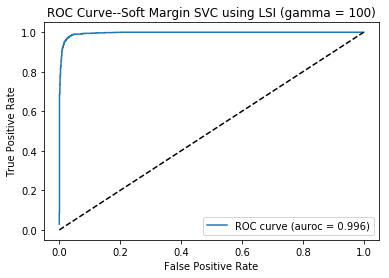 ROC Curve--Soft Margin SVC using LSI (gamma = 100)
True Positive Rate
1.0
0.8
0.6
0.4
0.2
0.0
ROC curve (auroc = 0.996)
0.0 0.2 0.4 0.6 0.8 1.0
False Positive Rate